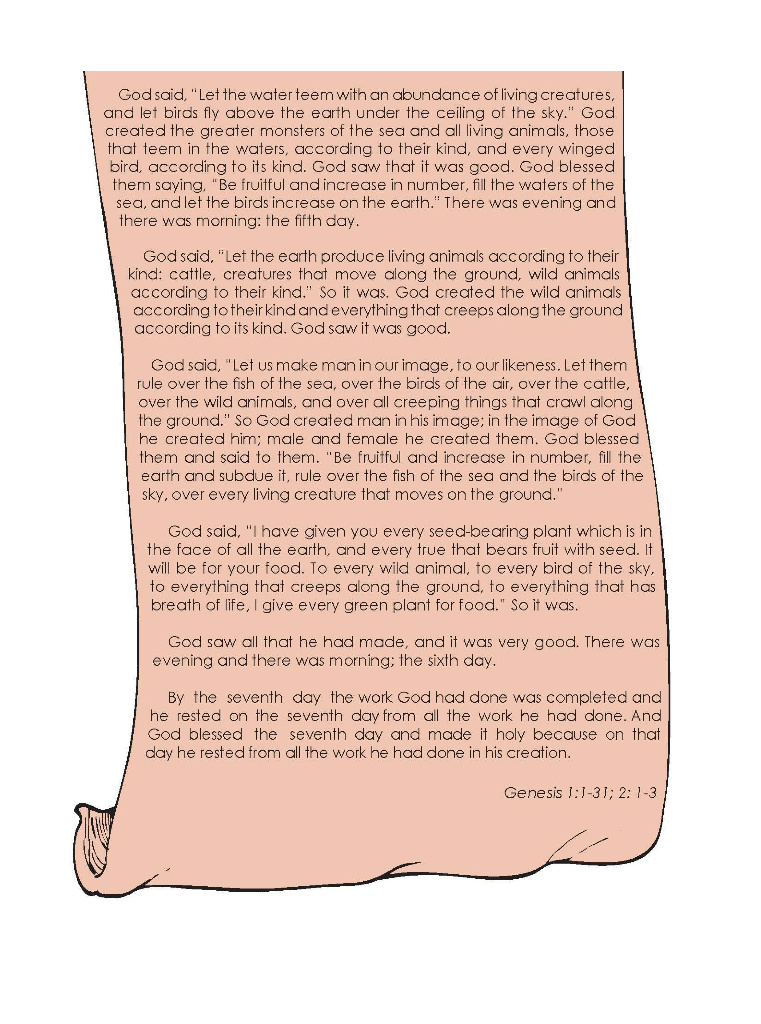 God said, "Let the water teem with an abundance of living creatures,
and let birds fly above the earth under the ceiling of the sky." God
created the greater monsters of the sea and all living animals, those
that teem in the waters, according to their kind, and every winged
bird, according to its kind. God saw that it was good. God blessed
them saying, "Be fruitful and increase in number, fill the waters of the
sea, and let the birds increase on the earth." There was evening and
there was morning: the fifth day.
God said, "Let the earth produce living animals according to their
kind: cattle, creatures that move along the ground, wild animals
according to their kind." So it was. God created the wild animals
according to their kind and everything that creeps along the ground
according to its kind. God saw it was good.
God said, "Let us make man in our image, to our likeness. Let them
rule over the fish of the sea, over the birds of the air, over the cattle,
over the wild animals, and over all creeping things that crawl along
the ground." So God created man in his image; in the image of God
he created him; male and female he created them. God blessed
them and said to them. "Be fruitful and increase in number, fill the
earth and subdue it, rule over the fish of the sea and the birds of the
sky, over every living creature that moves on the ground."
God said, "I have given you every seed-bearing plant which is in
the face of all the earth, and every true that bears fruit with seed. It
will be for your food. To every wild animal, to every bird of the sky,
to everything that creeps along the ground, to everything that has
breath of life, I give every green plant for food." So it was.
God saw all that he had made, and it was very good. There was
evening and there was morning; the sixth day.
By the seventh day the work God had done was completed and
he rested on the seventh day from all the work he had done. And
God blessed the seventh day and made it holy because on that
day he rested from all the work he had done in his creation.
Genesis 1:1-31; 2: 1-3